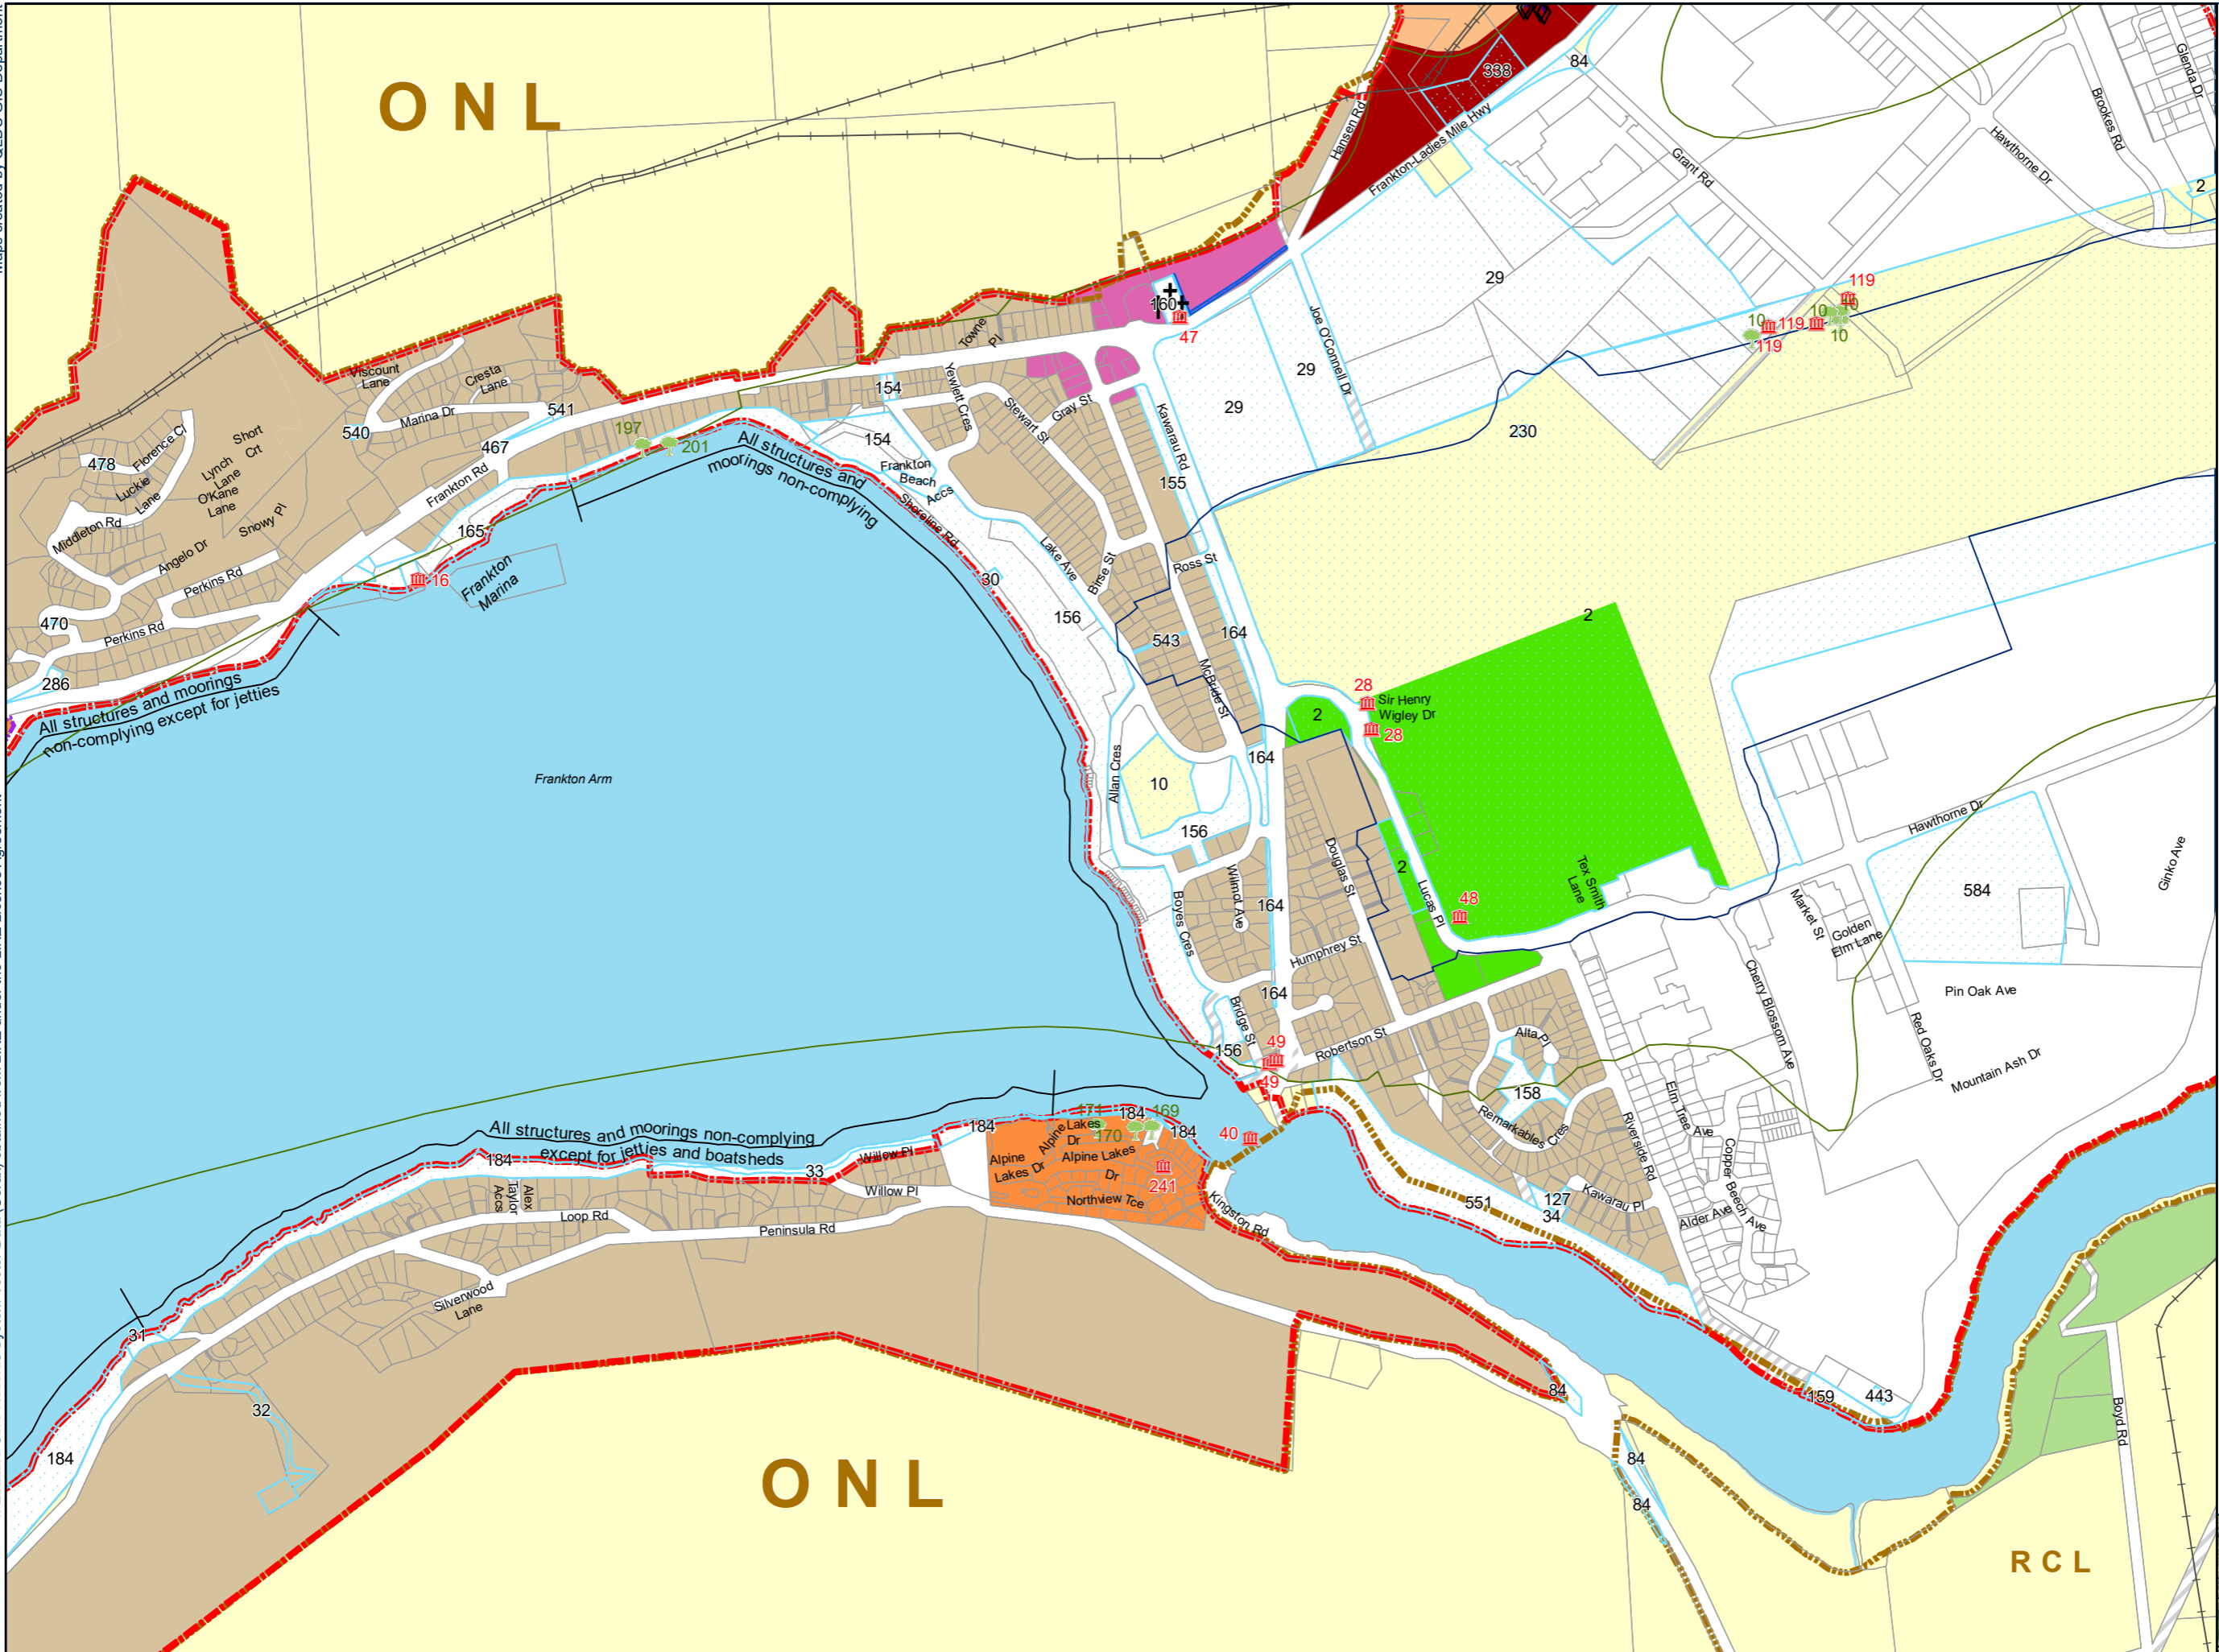 ONL
338
84
Hansen Rd
Frankton-Ladies Mile Hwy
Grant Rd
Brookes Rd
Glenda Dr
Hawthorne Dr
2
29
160
47
Towne
Pl
Joe O'Connell Dr
29
29
119
10
10
10
119
10
119
230
Viscount
Lane
Cresta
Lane
Marina Dr
541
540
467
154
154
Yewlett Cres
Stewart St
Gray St
Kawarau Rd
155
197
201
All structures and
moorings non-complying
Frankton
Beach
Accs
Shoreline Rd
478
Florence Cl
Short
Crt
Luckie
Lane
Lynch
Lane
O'Kane
Lane
Snowy Pl
Middleton Rd
Angelo Dr
Perkins Rd
Perkins Rd
Frankton Rd
165
16
Frankton
Marina
30
Lake Ave
Birse St
Ross St
156
543
164
McBride St
470
286
All structures and moorings
non-complying except for jetties
Frankton Arm
2
28
Sir Henry
Wigley Dr
28
2
164
10
Allan Cres
156
Wilmot Ave
Boyes Cres
164
Douglas St
2
Lucas Pl
48
Tex Smith
Lane
Humphrey St
164
Bridge St
Robertson St
156
49
49
Hawthorne Dr
584
Ginko Ave
Market St
Golden
Elm Lane
Cherry Blossom Ave
Pin Oak Ave
Red Oaks Dr
Mountain Ash Dr
Alta Pl
158
Remarkables Cres
Riverside Rd
Elm Tree Ave
Copper Beech Ave
Alder Ave
Kawarau Pl
127
34
551
All structures and moorings non-complying
except for jetties and boatsheds
184
184
33
Willow Pl
Willow Pl
171
170
184
169
184
Alpine Lakes
Dr
Alpine
Lakes Dr
Alpine Lakes
Dr
Northview Tce
241
40
Kingston Rd
Alex
Taylor
Accs
Loop Rd
Peninsula Rd
Silverwood
Lane
31
32
184
84
84
84
159
443
Boyd Rd
ONL
RCL